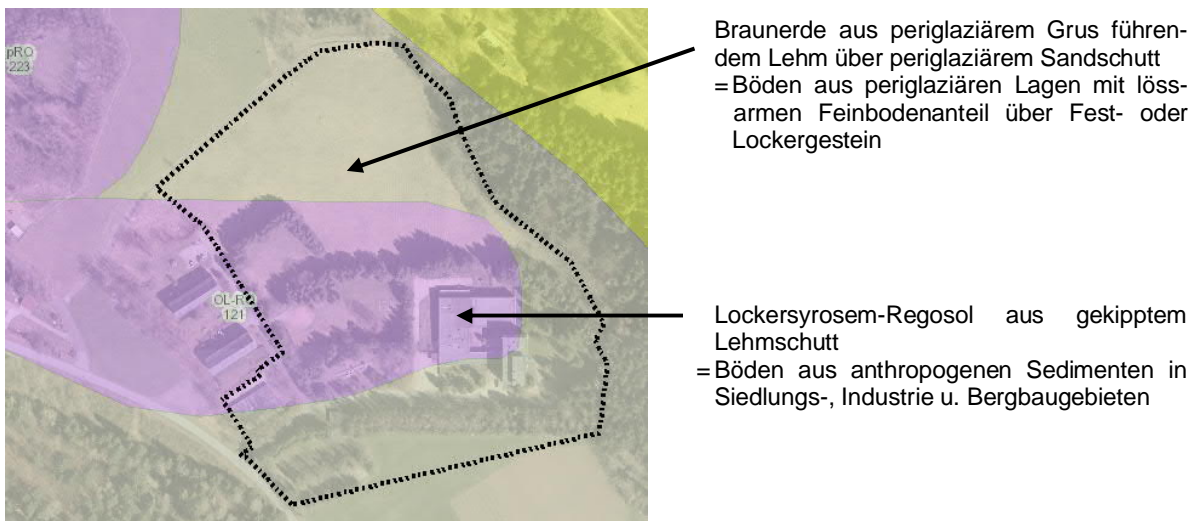 pRO
-223
Braunerde aus periglaziärem Grus führen-
dem Lehm über periglaziärem Sandschutt
= Böden aus periglaziären Lagen mit löss-
armen Feinbodenanteil über Fest- oder
Lockergestein
OL-RO
121
Lockersyrosem-Regosol aus gekipptem
Lehmschutt
= Böden aus anthropogenen Sedimenten in
Siedlungs-, Industrie u. Bergbaugebieten